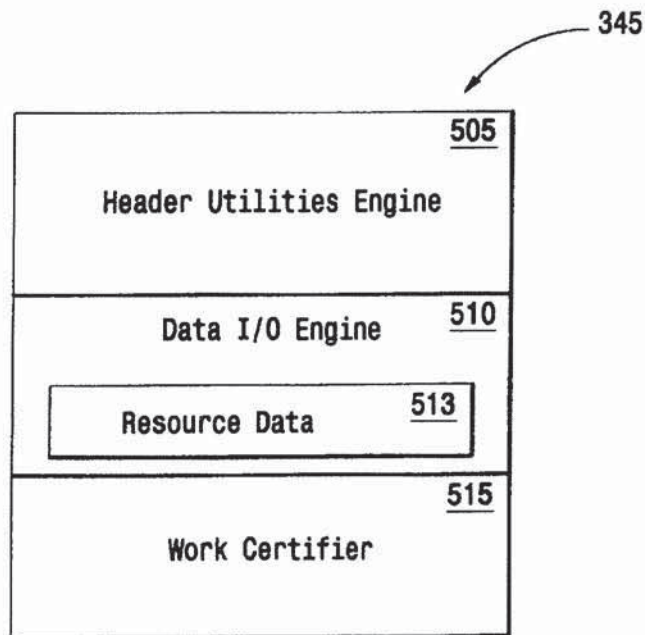 345
505
Header Utilities Engine
Data I/O Engine
510
Resource Data
513
515
Work Certifier